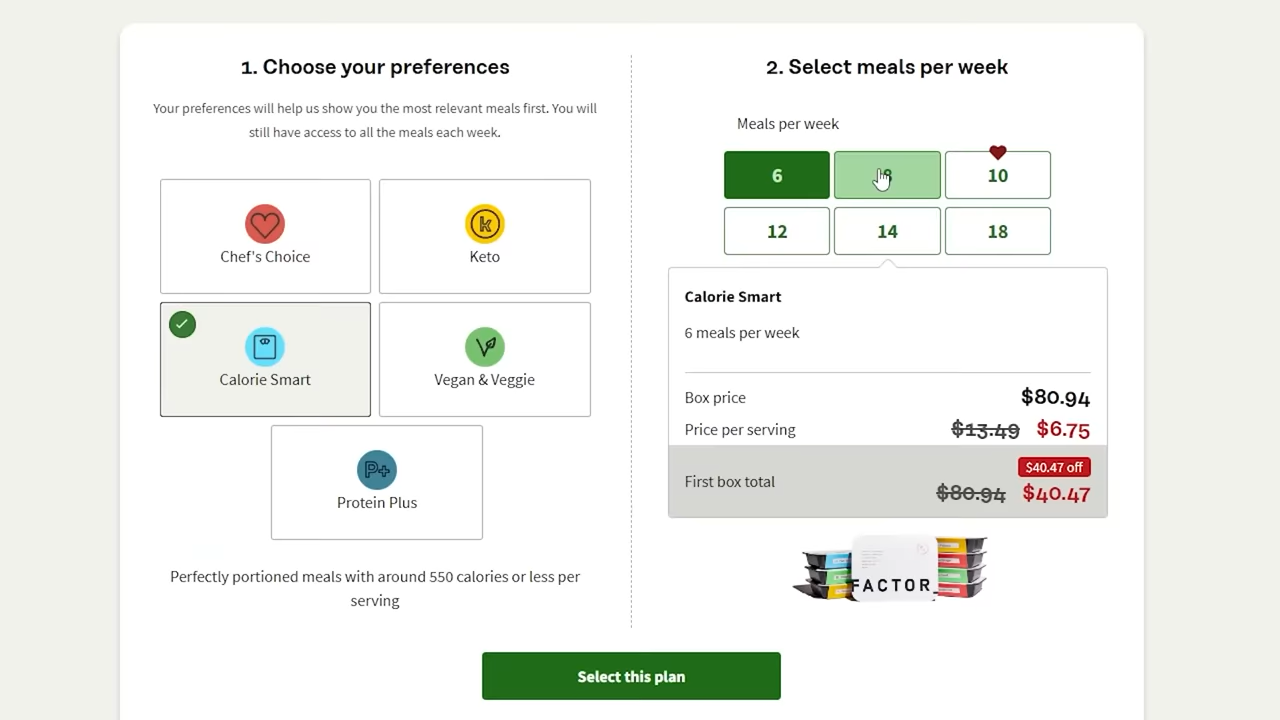 1. Choose your preferences
Your preferences will help us show you the most relevant meals first. You will
still have access to all the meals each week.
Chef's Choice
k
Keto
Calorie Smart
Vegan & Veggie
P+
Protein Plus
Perfectly portioned meals with around 550 calories or less per
serving
2. Select meals per week
Meals per week
6
8
10
12
14
18
Calorie Smart
6 meals per week
Box price
$80.94
Price per serving
$13.49 $6.75
$40.47 off
First box total
$80.94 $40.47
FACTOR_
Select this plan